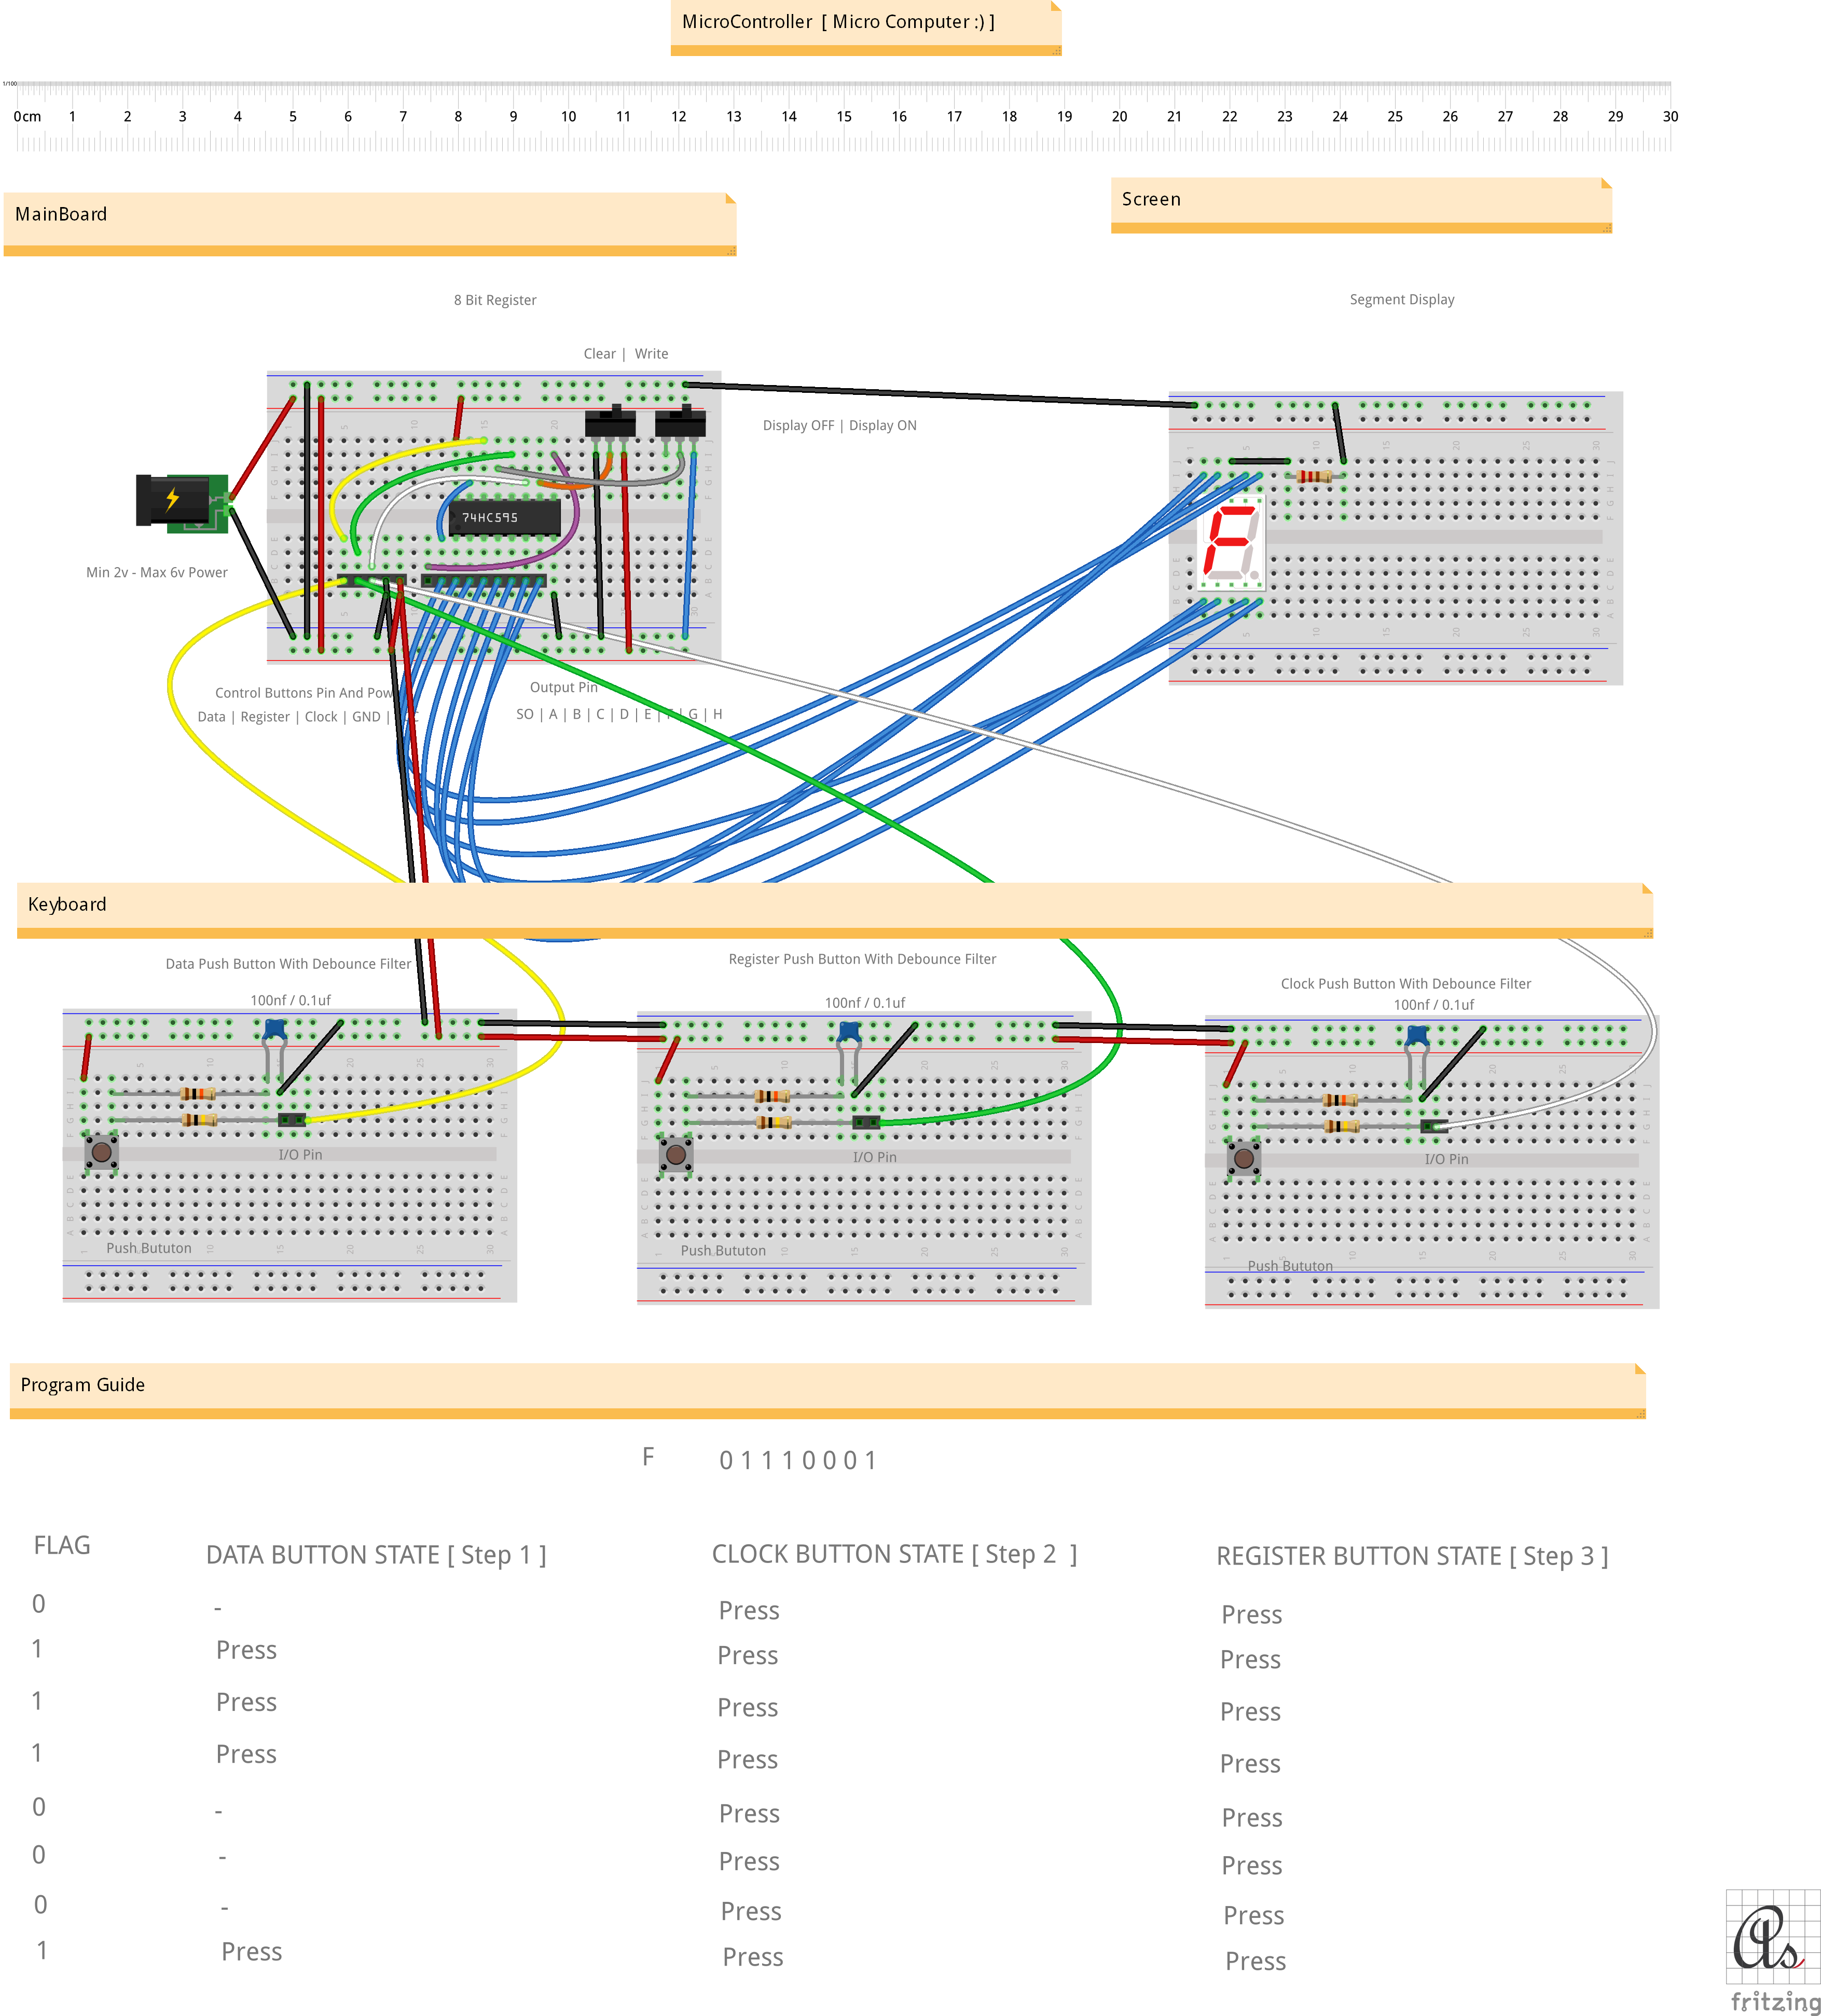 MicroController [ Micro Computer :) ]
1/100
0cm 1 2 3 4 5 6 7 8 9 10 11 12 13 14 15 16 17 18 19 20 21 22 23 24 25 26 27 28 29 30
MainBoard
Screen
8 Bit Register
Segment Display
Clear | Write
Display OFF | Display ON
74HC595
Min 2v - Max 6v Power
Control Buttons Pin And Pow
Data | Register | Clock | GND |
Output Pin
SO | A | B | C | D | E | F | G | H
Keyboard
Data Push Button With Debounce Filter
100nf / 0.1uf
Register Push Button With Debounce Filter
100nf / 0.1uf
Clock Push Button With Debounce Filter
100nf / 0.1uf
I/O Pin
I/O Pin
I/O Pin
Push Bututon
Push Bututon
Push Bututon
Program Guide
F 0 1 1 1 0 0 0 1
FLAG DATA BUTTON STATE [ Step 1 ] CLOCK BUTTON STATE [ Step 2 ] REGISTER BUTTON STATE [ Step 3 ]
0 - Press Press
1 Press Press Press
1 Press Press Press
1 Press Press Press
0 - Press Press
0 - Press Press
0 - Press Press
1 Press Press Press
fritzing